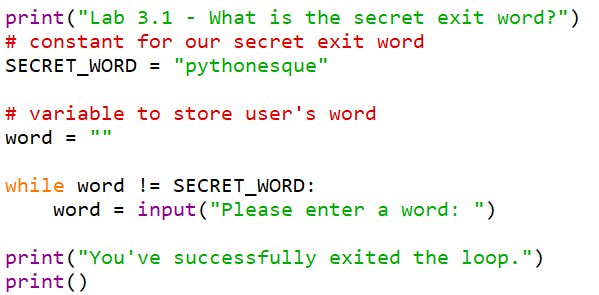 print("Lab 3.1 - What is the secret exit word?")
# constant for our secret exit word
SECRET_WORD = "pythonesque"

# variable to store user's word
word = ""

while word != SECRET_WORD:
    word = input("Please enter a word: ")

print("You've successfully exited the loop.")
print()